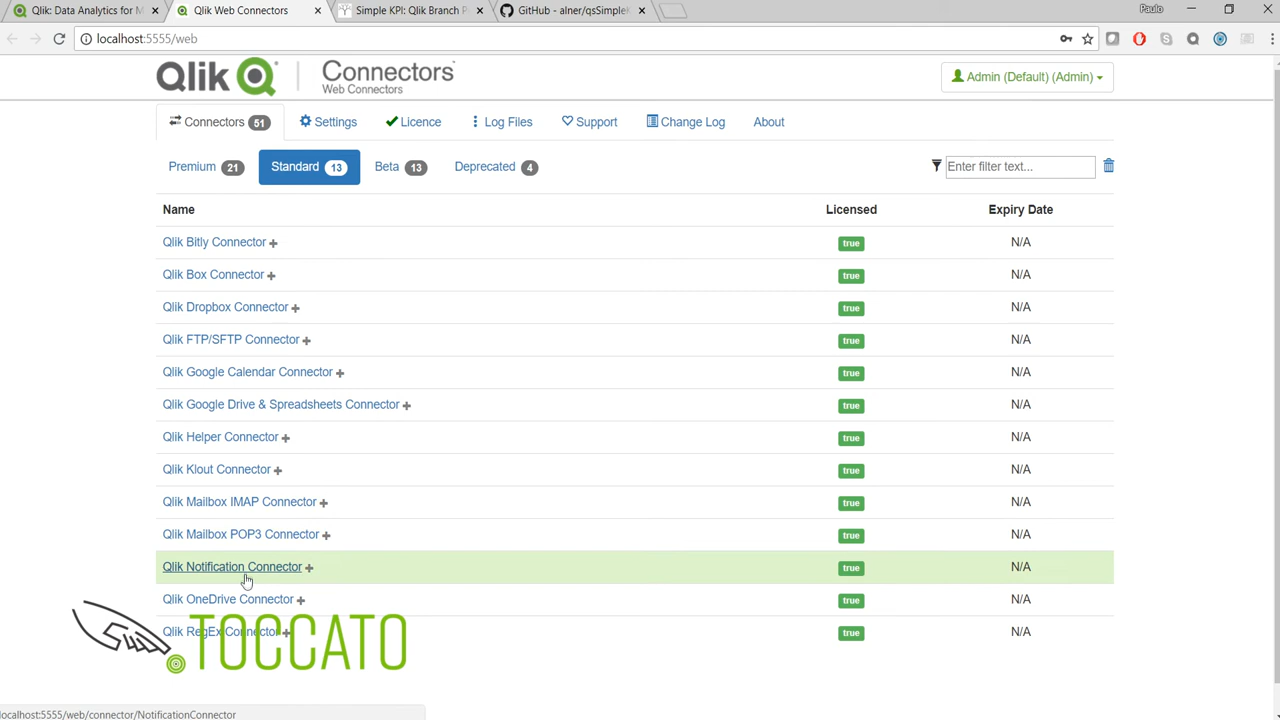 Qlik: Data Analytics for M
Qlik Web Connectors
Simple KPI: Qlik Branch P
GitHub - alner/qsSimpleK
Paulo
localhost:5555/web
Qlik
Connectors
Web Connectors
Admin (Default) (Admin)
Connectors 51
Settings
Licence
Log Files
Support
Change Log
About
Premium 21
Standard 13
Beta 13
Deprecated 4
Enter filter text...
Name Licensed Expiry Date
Qlik Bitly Connector true N/A
Qlik Box Connector true N/A
Qlik Dropbox Connector true N/A
Qlik FTP/SFTP Connector true N/A
Qlik Google Calendar Connector true N/A
Qlik Google Drive & Spreadsheets Connector true N/A
Qlik Helper Connector true N/A
Qlik Klout Connector true N/A
Qlik Mailbox IMAP Connector true N/A
Qlik Mailbox POP3 Connector true N/A
Qlik Notification Connector true N/A
Qlik OneDrive Connector true N/A
Qlik RegEx Connector true N/A
TOCCATO
localhost:5555/web/connector/NotificationConnector